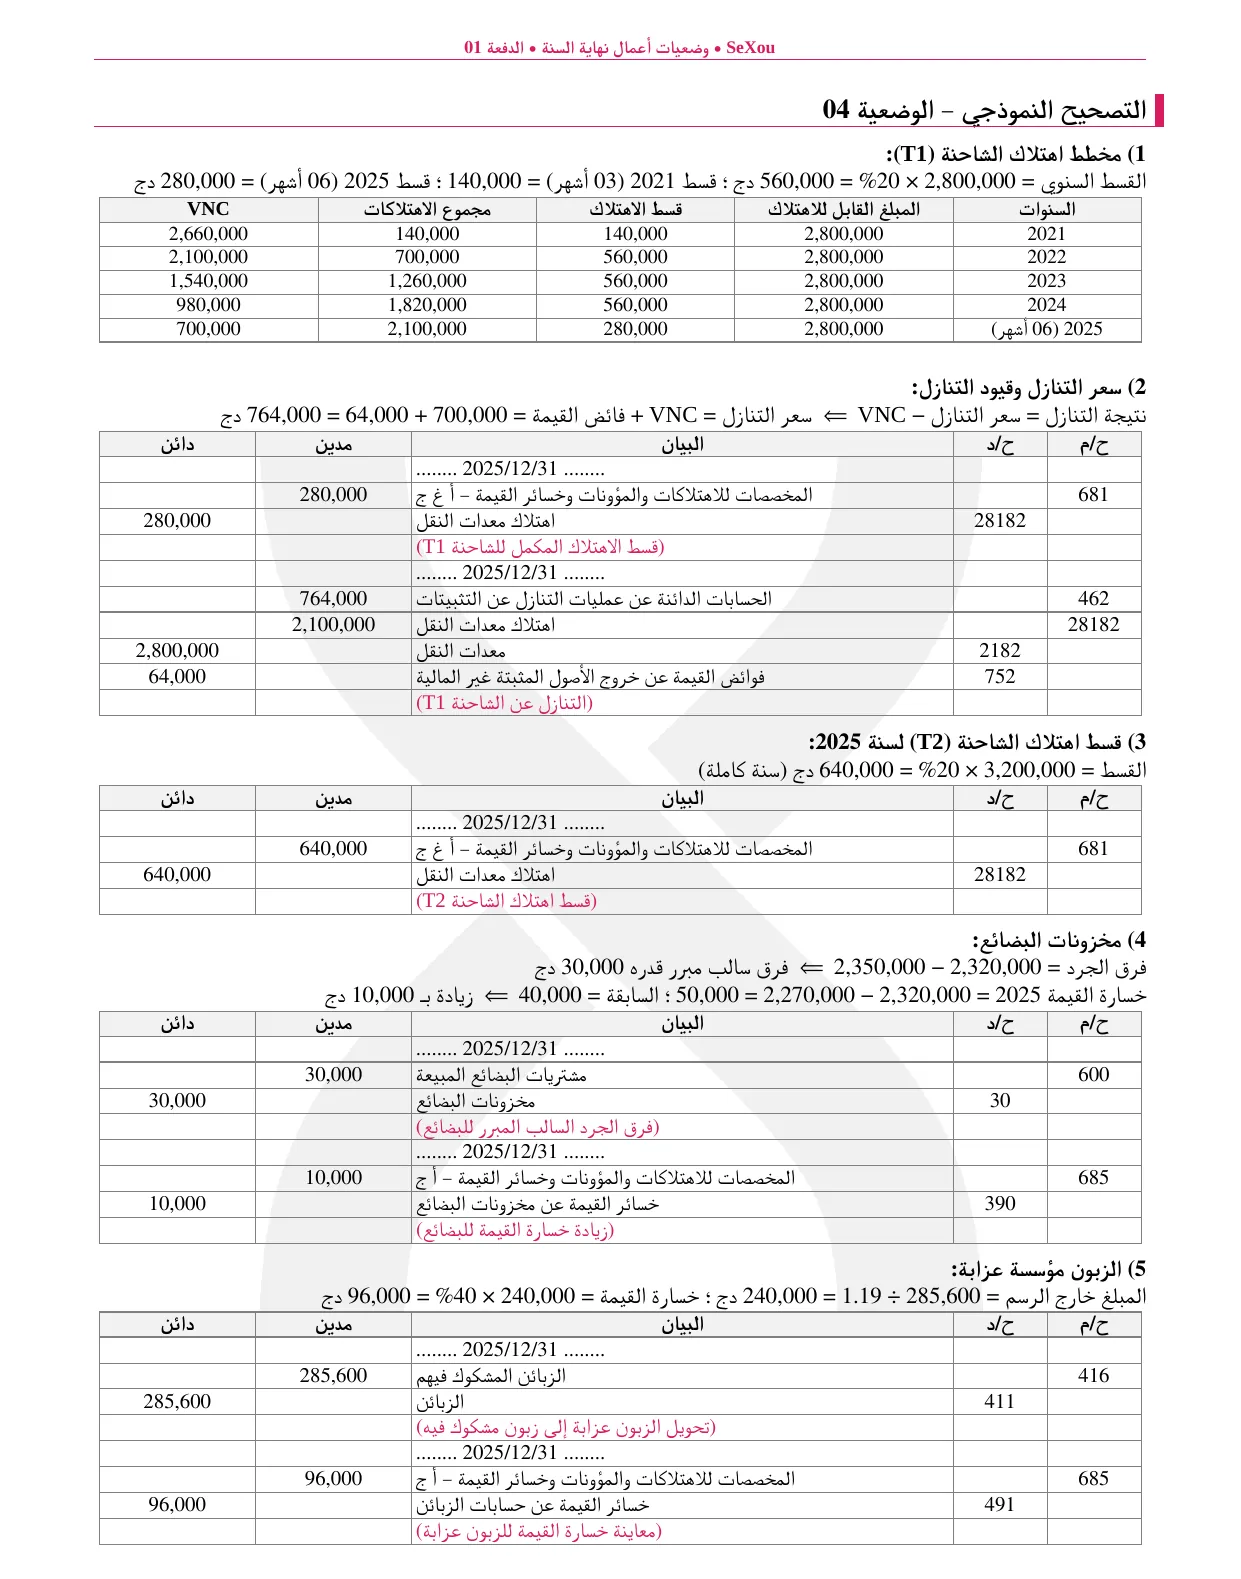 SeXou • وضعيات أعمال نهاية السنة • الدفعة 01
التصحيح النموذجي – الوضعية 04
1) مخطط اهتلاك الشاحنة (T1):
القسط السنوي = 2,800,000 × 20% = 560,000 دج ؛ قسط 2021 (03 أشهر) = 140,000 ؛ قسط 2025 (06 أشهر) = 280,000 دج
السنوات المبلغ القابل للاهتلاك قسط الاهتلاك مجموع الاهتلاكات VNC
2021 2,800,000 140,000 140,000 2,660,000
2022 2,800,000 560,000 700,000 2,100,000
2023 2,800,000 560,000 1,260,000 1,540,000
2024 2,800,000 560,000 1,820,000 980,000
2025 (06 أشهر) 2,800,000 280,000 2,100,000 700,000
2) سعر التنازل وقيود التنازل:
نتيجة التنازل = سعر التنازل – VNC ⟸ سعر التنازل = VNC + فائض القيمة = 700,000 + 64,000 = 764,000 دج
ح/م ح/د البيان مدين دائن
........ 2025/12/31 ........
681 المخصصات للاهتلاكات والمؤونات وخسائر القيمة – أ غ ج 280,000
28182 اهتلاك معدات النقل 280,000
(قسط الاهتلاك المكمل للشاحنة T1)
........ 2025/12/31 ........
462 الحسابات الدائنة عن عمليات التنازل عن التثبيتات 764,000
28182 اهتلاك معدات النقل 2,100,000
2182 معدات النقل 2,800,000
752 فوائض القيمة عن خروج الأصول المثبتة غير المالية 64,000
(التنازل عن الشاحنة T1)
3) قسط اهتلاك الشاحنة (T2) لسنة 2025:
القسط = 3,200,000 × 20% = 640,000 دج (سنة كاملة)
ح/م ح/د البيان مدين دائن
........ 2025/12/31 ........
681 المخصصات للاهتلاكات والمؤونات وخسائر القيمة – أ غ ج 640,000
28182 اهتلاك معدات النقل 640,000
(قسط اهتلاك الشاحنة T2)
4) مخزونات البضائع:
فرق الجرد = 2,320,000 – 2,350,000 ⟸ فرق سالب مبرر قدره 30,000 دج
خسارة القيمة 2025 = 2,320,000 – 2,270,000 = 50,000 ؛ السابقة = 40,000 ⟸ زيادة بـ 10,000 دج
ح/م ح/د البيان مدين دائن
........ 2025/12/31 ........
600 مشتريات البضائع المبيعة 30,000
30 مخزونات البضائع 30,000
(فرق الجرد السالب المبرر للبضائع)
........ 2025/12/31 ........
685 المخصصات للاهتلاكات والمؤونات وخسائر القيمة – أ ج 10,000
390 خسائر القيمة عن مخزونات البضائع 10,000
(زيادة خسارة القيمة للبضائع)
5) الزبون مؤسسة عزابة:
المبلغ خارج الرسم = 285,600 ÷ 1.19 = 240,000 دج ؛ خسارة القيمة = 240,000 × 40% = 96,000 دج
ح/م ح/د البيان مدين دائن
........ 2025/12/31 ........
416 الزبائن المشكوك فيهم 285,600
411 الزبائن 285,600
(تحويل الزبون عزابة إلى زبون مشكوك فيه)
........ 2025/12/31 ........
685 المخصصات للاهتلاكات والمؤونات وخسائر القيمة – أ ج 96,000
491 خسائر القيمة عن حسابات الزبائن 96,000
(معاينة خسارة القيمة للزبون عزابة)